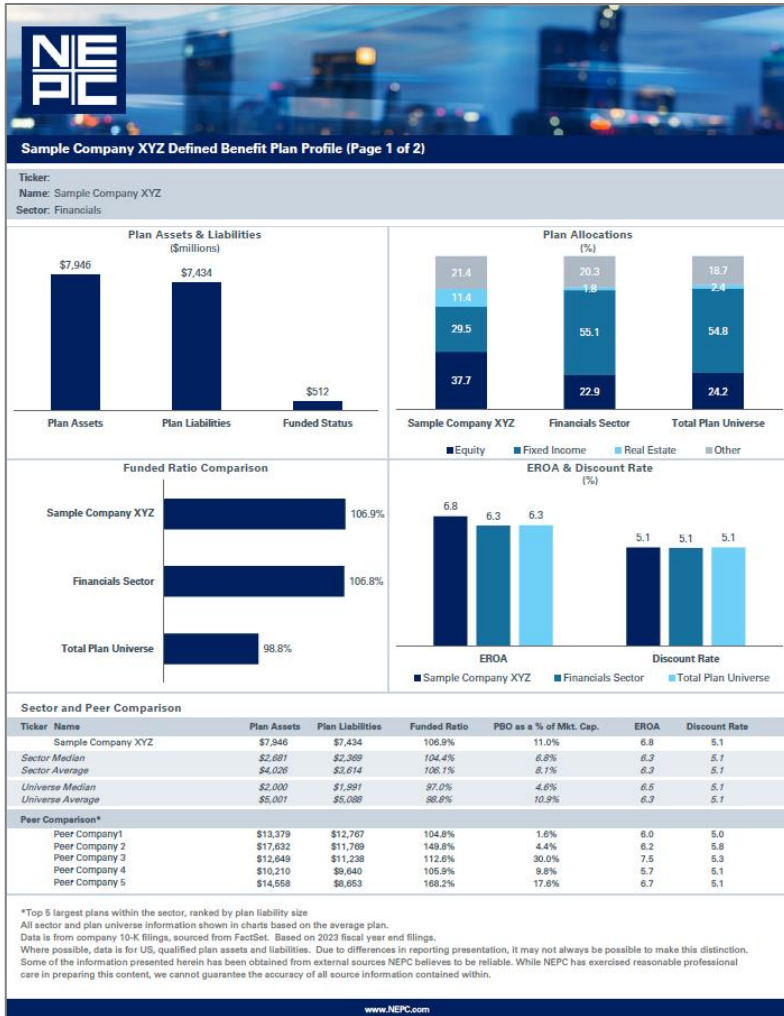 NEPC
Sample Company XYZ Defined Benefit Plan Profile (Page 1 of 2)
Ticker:
Name: Sample Company XYZ
Sector: Financials
Plan Assets & Liabilities
($millions)
$7,946
$7,434
$512
Plan Assets Plan Liabilities Funded Status
Plan Allocations
(%)
21.4 20.3 18.7
11.4 1.8 2.4
29.5 55.1 54.8
37.7 22.9 24.2
Sample Company XYZ Financials Sector Total Plan Universe
Equity Fixed Income Real Estate Other
Funded Ratio Comparison
Sample Company XYZ 106.9%
Financials Sector 106.8%
Total Plan Universe 98.8%
EROA & Discount Rate
(%)
6.8 6.3 6.3
5.1 5.1 5.1
EROA Discount Rate
Sample Company XYZ Financials Sector Total Plan Universe
Sector and Peer Comparison
Ticker Name Plan Assets Plan Liabilities Funded Ratio PBO as a % of Mkt. Cap. EROA Discount Rate
Sample Company XYZ $7,946 $7,434 106.9% 11.0% 6.8 5.1
Sector Median $2,681 $2,369 104.4% 6.8% 6.3 5.1
Sector Average $4,026 $3,614 106.1% 8.1% 6.3 5.1
Universe Median $2,000 $1,991 97.0% 4.6% 6.5 5.1
Universe Average $5,001 $5,088 98.8% 10.9% 6.3 5.1
Peer Comparison*
Peer Company1 $13,379 $12,767 104.8% 1.6% 6.0 5.0
Peer Company 2 $17,632 $11,769 149.8% 4.4% 6.2 5.8
Peer Company 3 $12,649 $11,238 112.6% 30.0% 7.5 5.3
Peer Company 4 $10,210 $9,640 105.9% 9.8% 5.7 5.1
Peer Company 5 $14,558 $8,653 168.2% 17.6% 6.7 5.1
*Top 5 largest plans within the sector, ranked by plan liability size
All sector and plan universe information shown in charts based on the average plan.
Data is from company 10-K filings, sourced from FactSet. Based on 2023 fiscal year end filings.
Where possible, data is for US, qualified plan assets and liabilities. Due to differences in reporting presentation, it may not always be possible to make this distinction.
Some of the information presented herein has been obtained from external sources NEPC believes to be reliable. While NEPC has exercised reasonable professional
care in preparing this content, we cannot guarantee the accuracy of all source information contained within.
www.NEPC.com